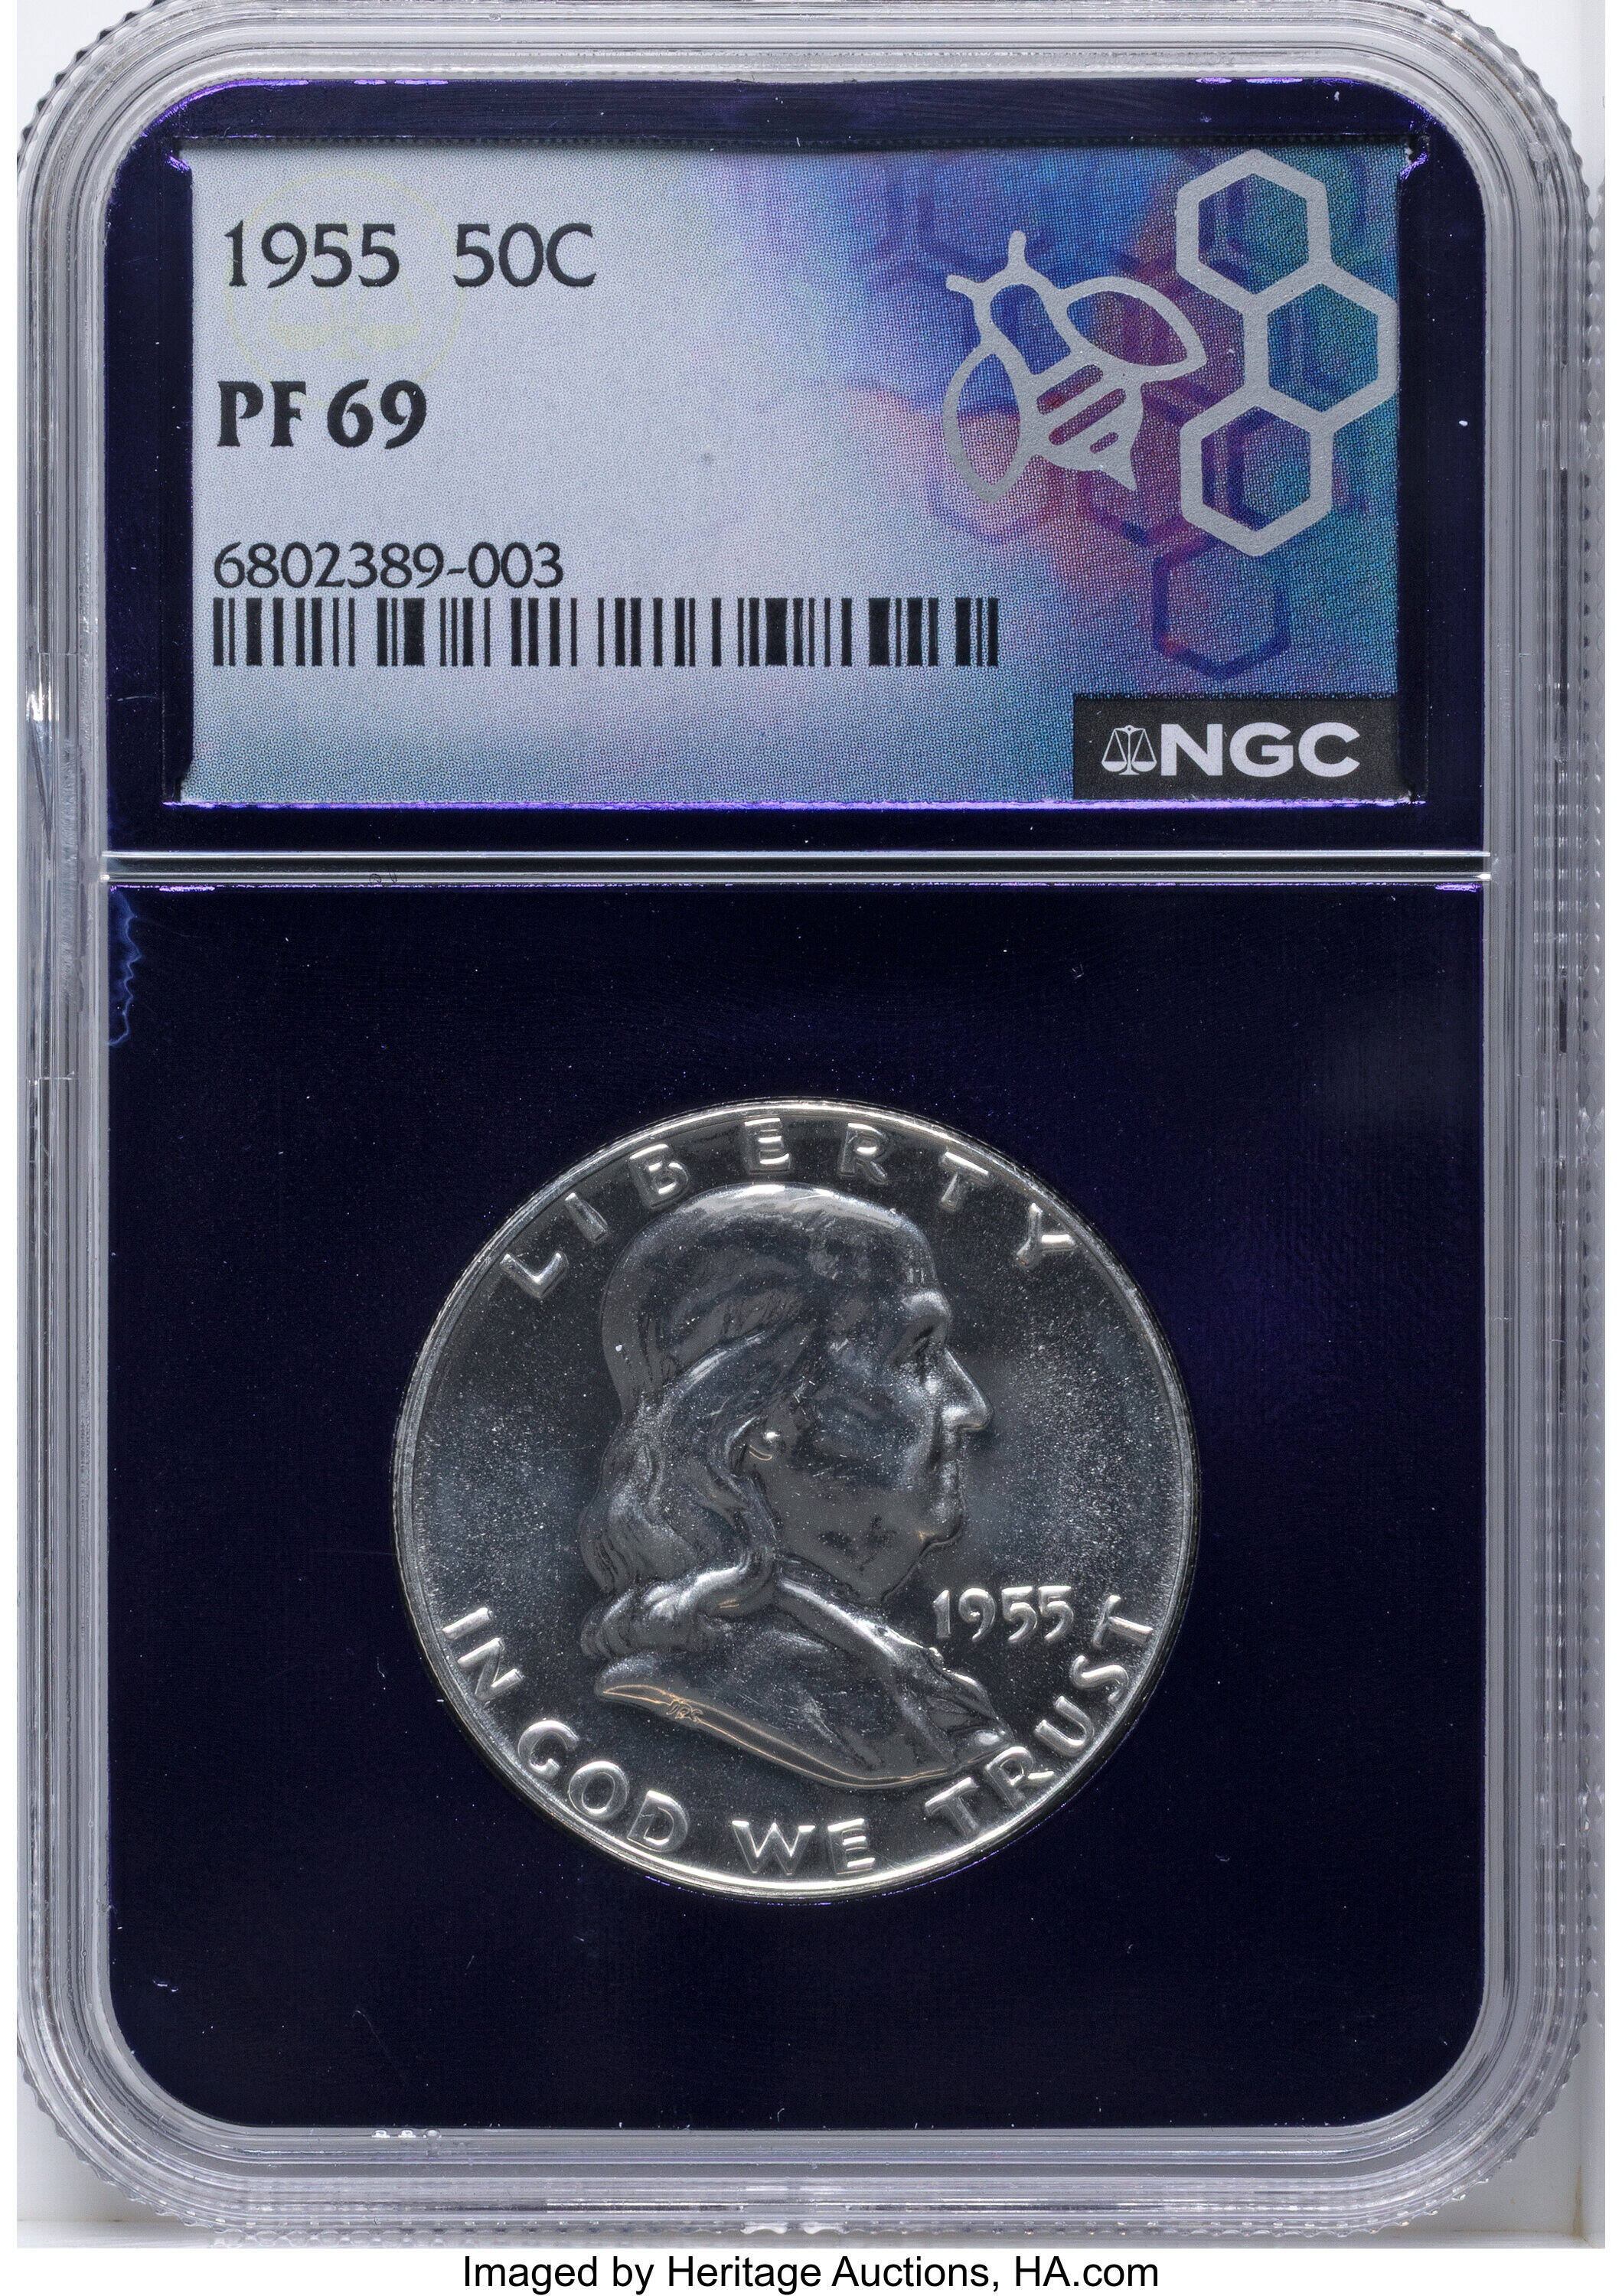 1955 50C
PF 69
6802389-003
NGC
LIBERTY
1955
IN GOD WE TRUST
Imaged by Heritage Auctions, HA.com